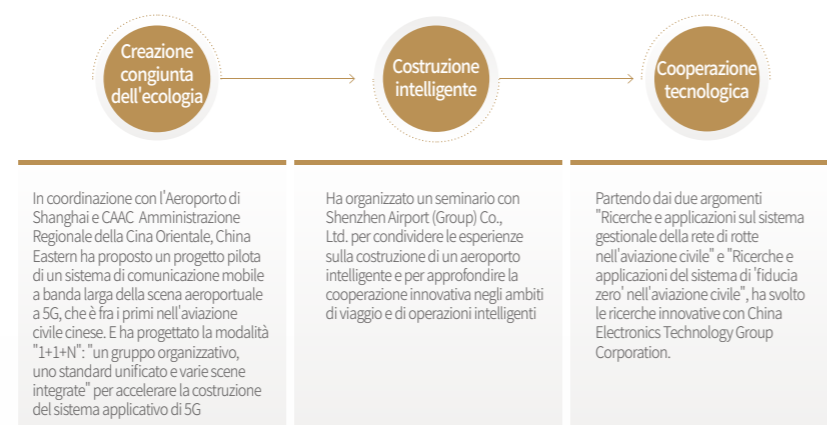 Creazione
congiunta
dell'ecologia
Costruzione
intelligente
Cooperazione
tecnologica
In coordinazione con l'Aeroporto di
Shanghai e CAAC Amministrazione
Regionale della Cina Orientale, China
Eastern ha proposto un progetto pilota
di un sistema di comunicazione mobile
a banda larga della scena aeroportuale
a 5G, che è fra i primi nell'aviazione
civile cinese. E ha progettato la modalità
"1+1+N": "un gruppo organizzativo,
uno standard unificato e varie scene
integrate" per accelerare la costruzione
del sistema applicativo di 5G
Ha organizzato un seminario con
Shenzhen Airport (Group) Co.,
Ltd. per condividere le esperienze
sulla costruzione di un aeroporto
intelligente e per approfondire la
cooperazione innovativa negli ambiti
di viaggio e di operazioni intelligenti
Partendo dai due argomenti
"Ricerche e applicazioni sul sistema
gestionale della rete di rotte
nell'aviazione civile" e "Ricerche e
applicazioni del sistema di 'fiducia
zero' nell'aviazione civile", ha svolto
le ricerche innovative con China
Electronics Technology Group
Corporation.